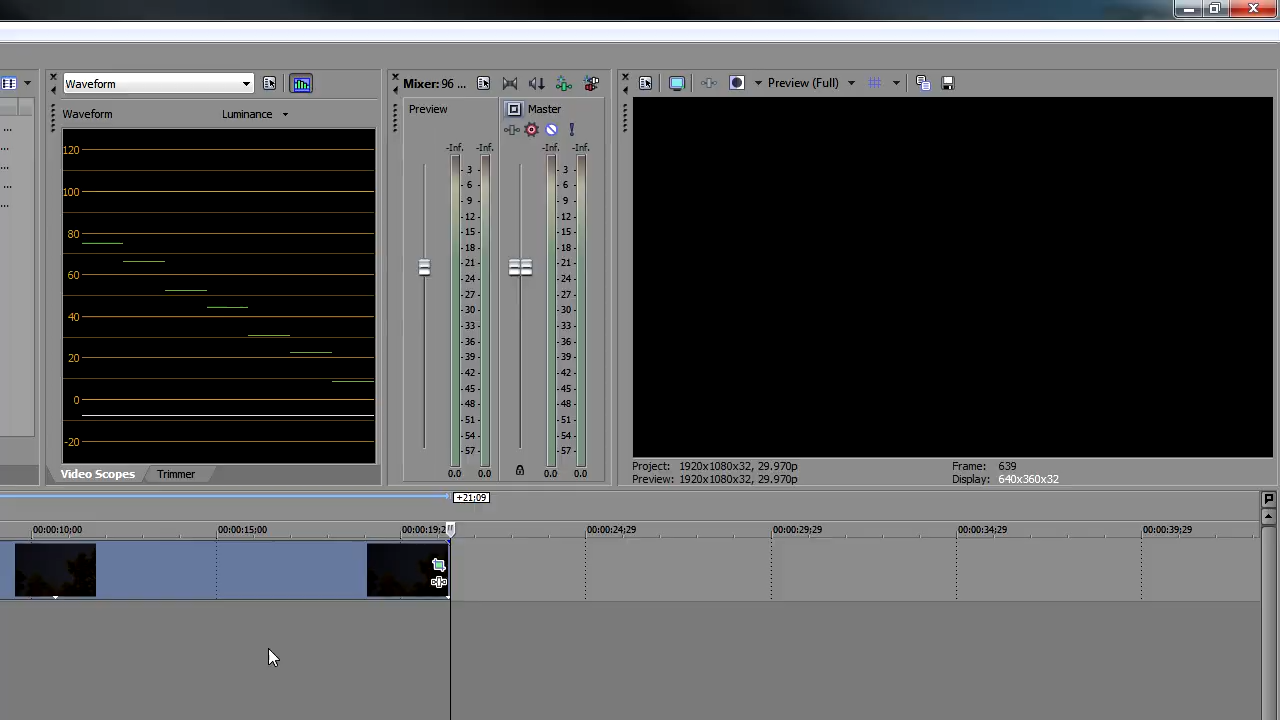 Waveform
Mixer: 96 ...
Preview (Full)
Waveform
Luminance
Preview
Master
120
100
80
60
40
20
0
-20
-Inf.
-Inf.
-Inf.
-Inf.
- 3 -
- 6 -
- 9 -
-12-
-15-
-18-
-21-
-24-
-27-
-30-
-33-
-36-
-39-
-42-
-45-
-48-
-51-
-54-
-57-
3 -
6 -
9 -
-12-
-15-
-18-
-21-
-24-
-27-
-30-
-33-
-36-
-39-
-42-
-45-
-48-
-51-
-54-
-57-
0.0
0.0
0.0
0.0
Video Scopes
Trimmer
Project: 1920x1080x32, 29.970p
Frame: 639
Preview: 1920x1080x32, 29.970p
Display: 640x360x32
+21;09
00:00:10;00
00:00:15;00
00:00:19;2
00:00:24;29
00:00:29;29
00:00:34;29
00:00:39;29